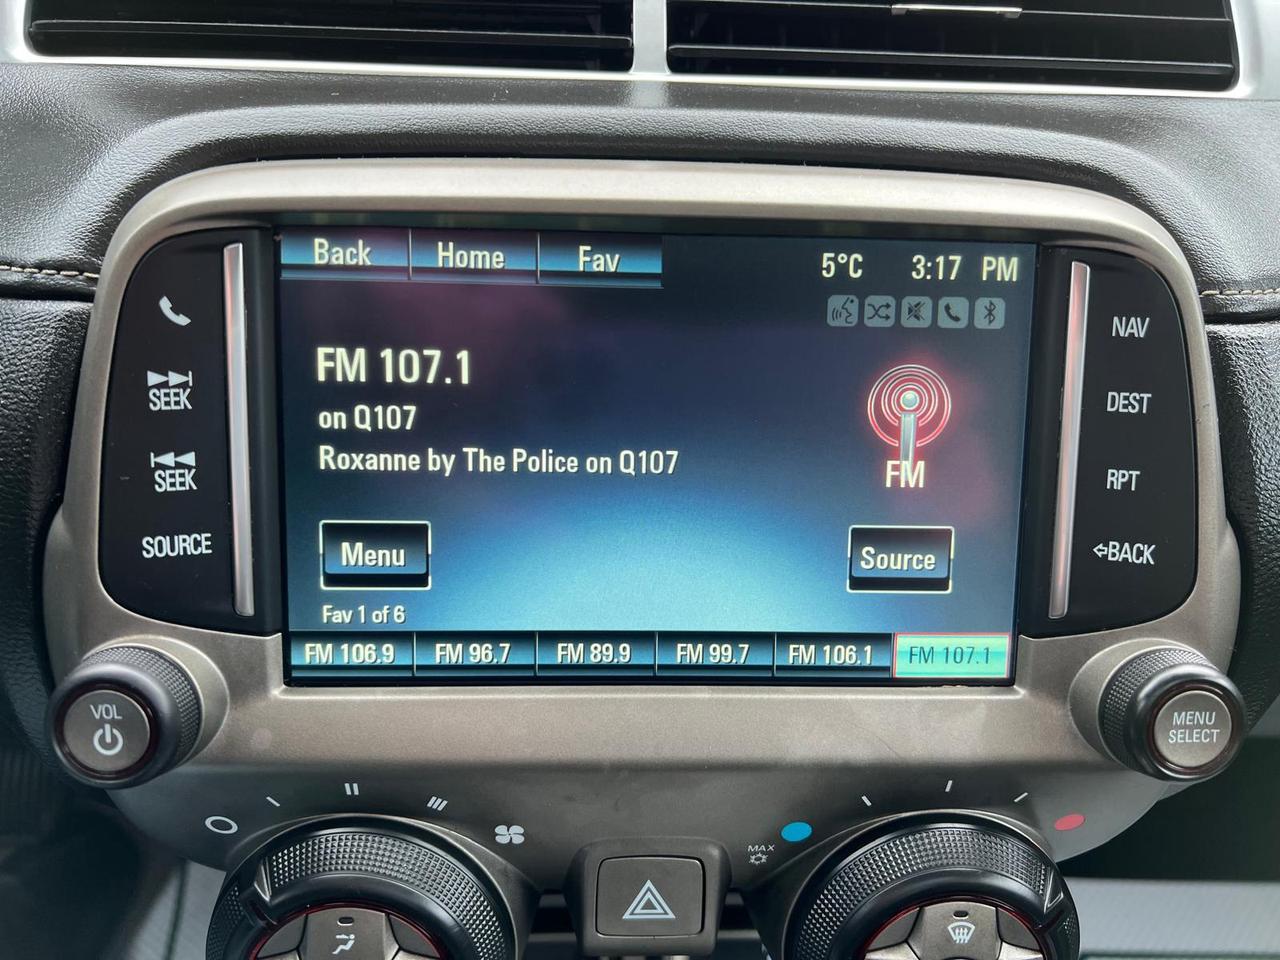 Back Home Fav 5°C 3:17 PM
FM 107.1
on Q107
Roxanne by The Police on Q107
FM
Menu Source
Fav 1 of 6
FM 106.9 FM 96.7 FM 89.9 FM 99.7 FM 106.1 FM 107.1
SEEK
SEEK
SOURCE
NAV
DEST
RPT
BACK
VOL
MENU
SELECT
MAX